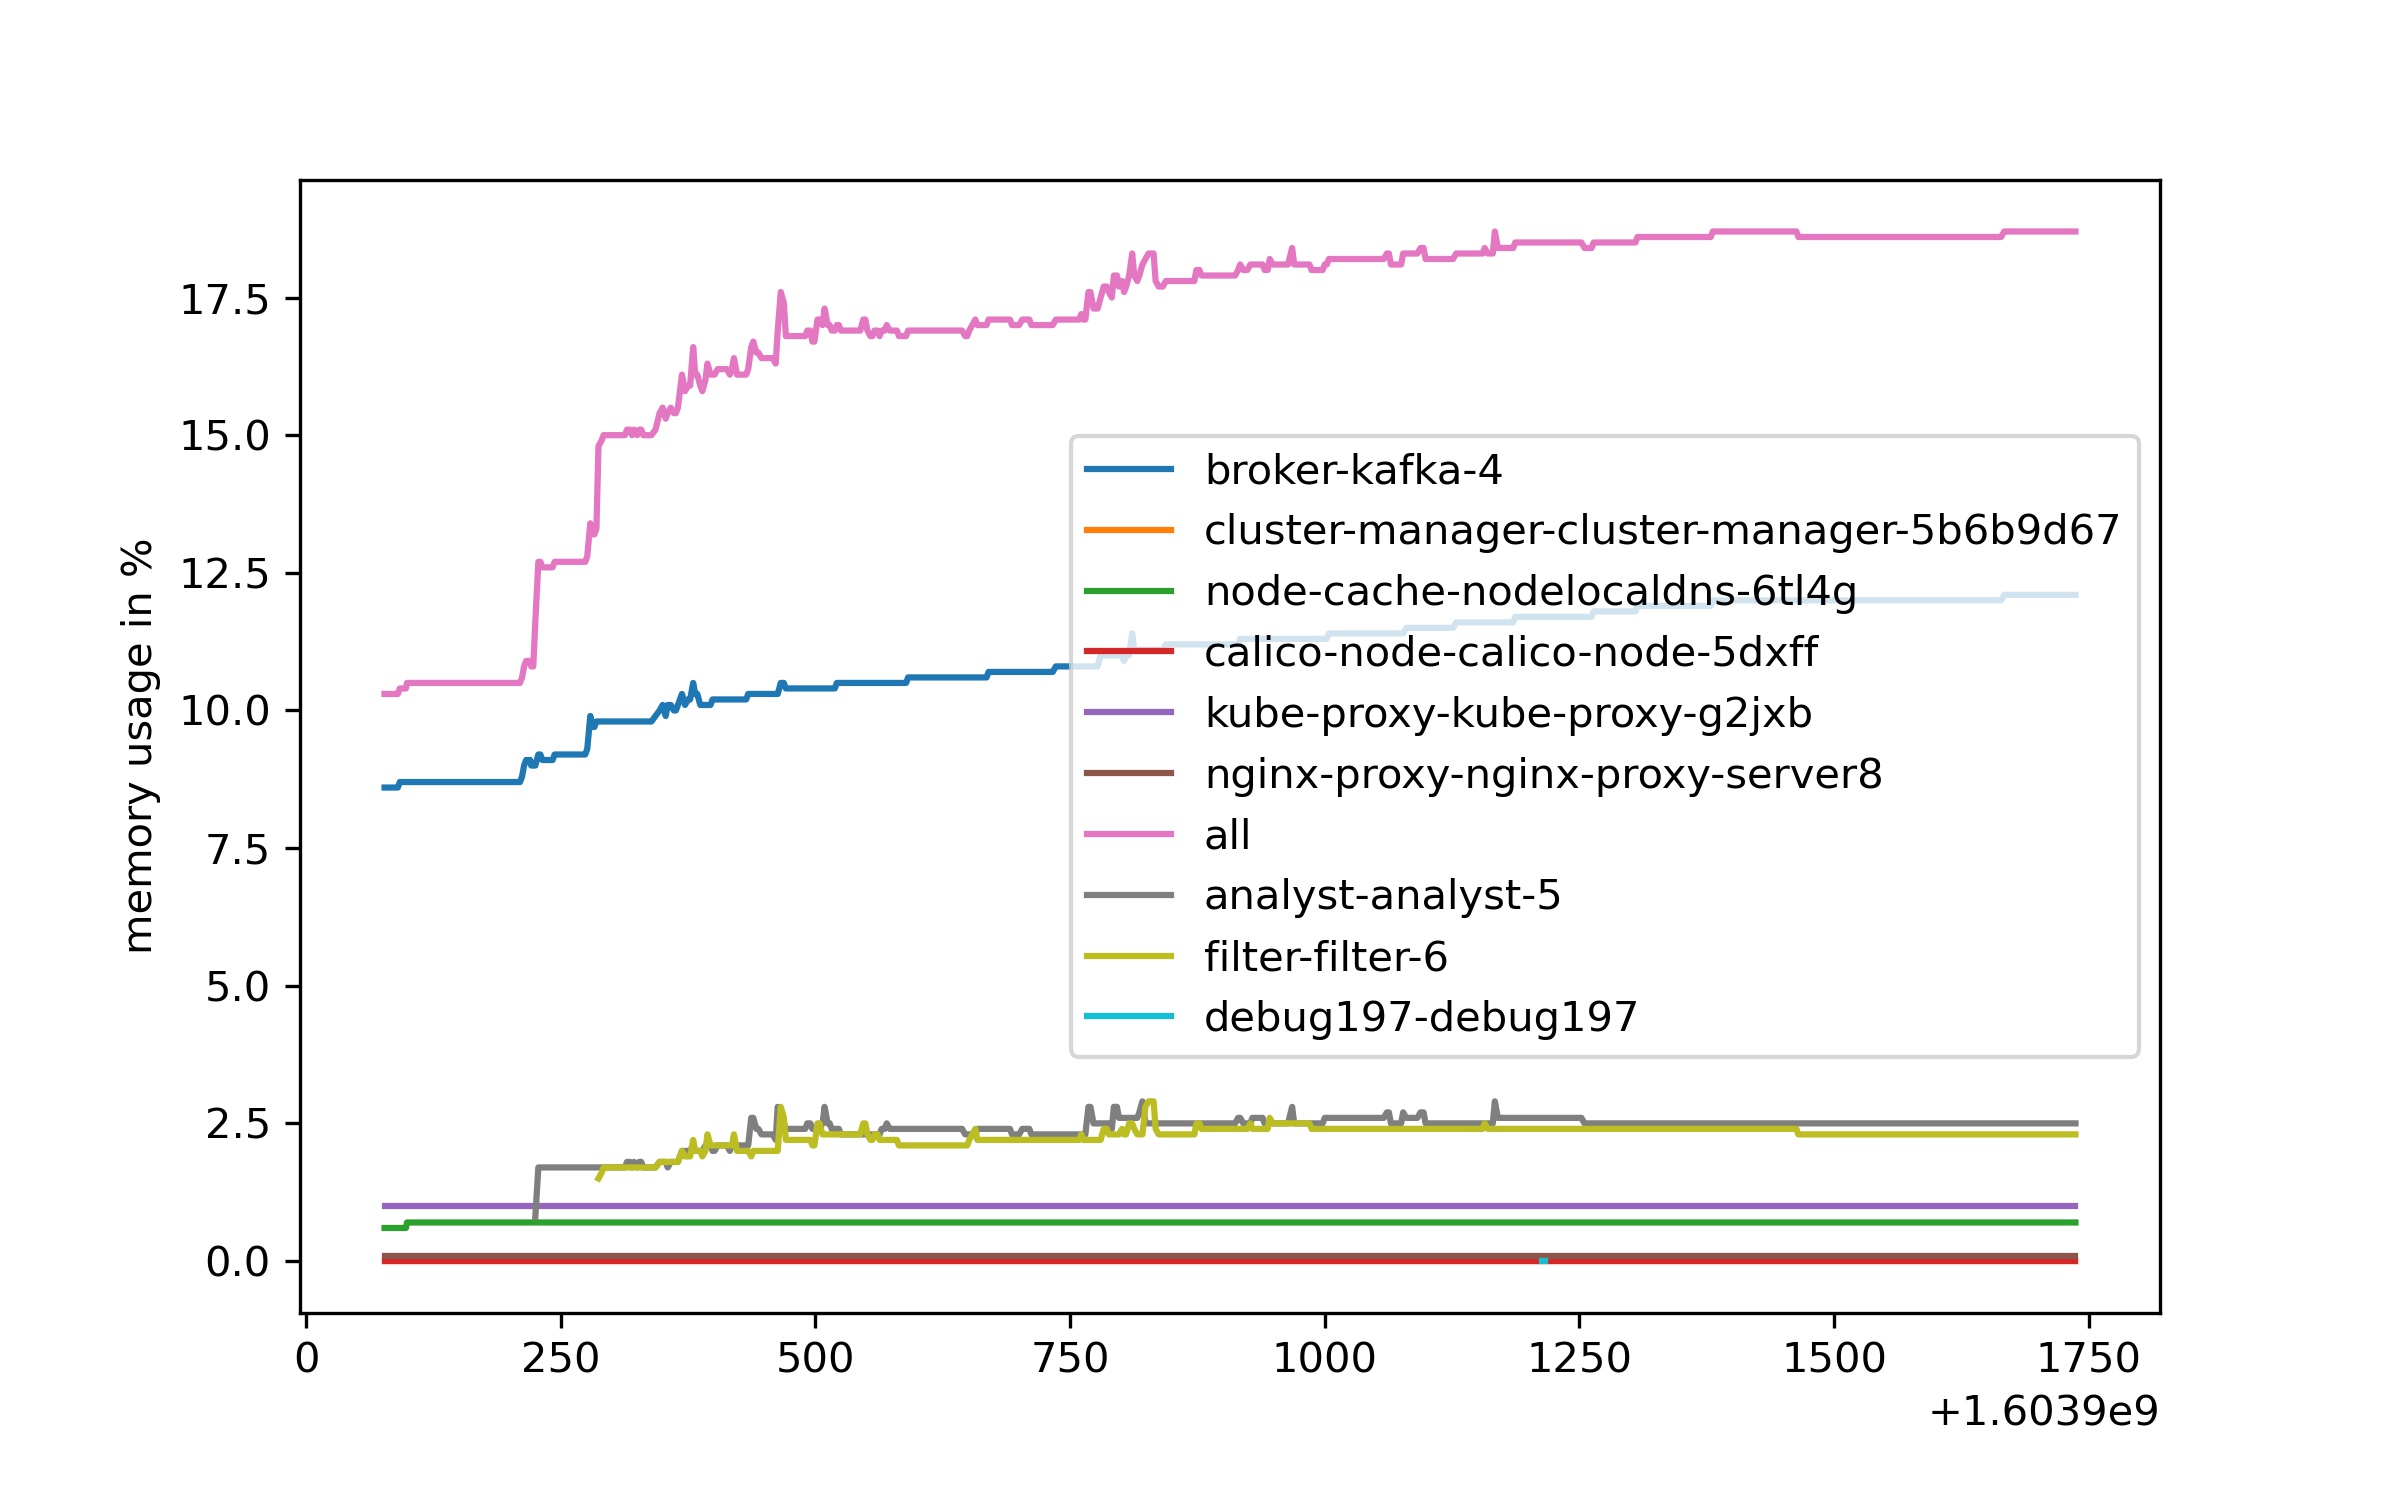 17.5
15.0
12.5
10.0
7.5
5.0
2.5
0.0
memory usage in %
broker-kafka-4
cluster-manager-cluster-manager-5b6b9d67
node-cache-nodelocaldns-6tl4g
calico-node-calico-node-5dxff
kube-proxy-kube-proxy-g2jxb
nginx-proxy-nginx-proxy-server8
all
analyst-analyst-5
filter-filter-6
debug197-debug197
0 250 500 750 1000 1250 1500 1750
+1.6039e9